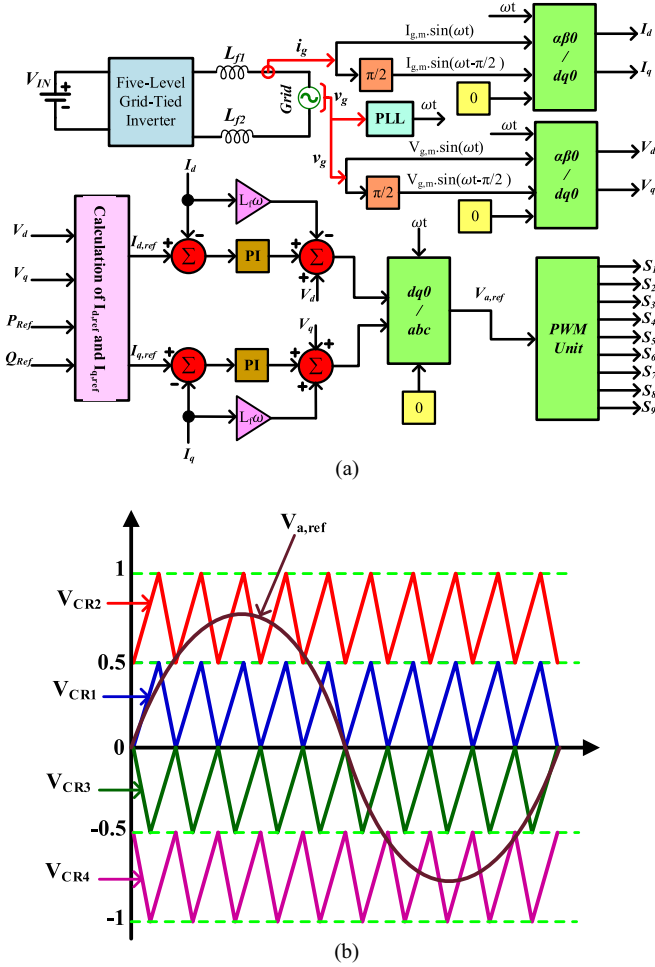 V_IN
Five-Level
Grid-Tied
Inverter
L_f1
L_f2
i_g
Grid
v_g
v_g
PLL
ωt
ωt
I_g,m.sin(ωt)
I_g,m.sin(ωt-π/2 )
π/2
0
αβ0
/
dq0
I_d
I_q
ωt
V_g,m.sin(ωt)
V_g,m.sin(ωt-π/2)
π/2
0
αβ0
/
dq0
V_d
V_q
V_d
V_q
P_Ref
Q_Ref
Calculation of I_d,ref and I_q,ref
I_d
L_fω
I_d,ref
+
-
Σ
PI
+
-
+
Σ
V_d
V_q
I_q,ref
+
-
Σ
PI
+
+
+
Σ
L_fω
I_q
ωt
dq0
/
abc
0
V_a,ref
PWM
Unit
S_1
S_2
S_3
S_4
S_5
S_6
S_7
S_8
S_9
(a)
V_a,ref
1
V_CR2
0.5
V_CR1
0
V_CR3
-0.5
V_CR4
-1
(b)